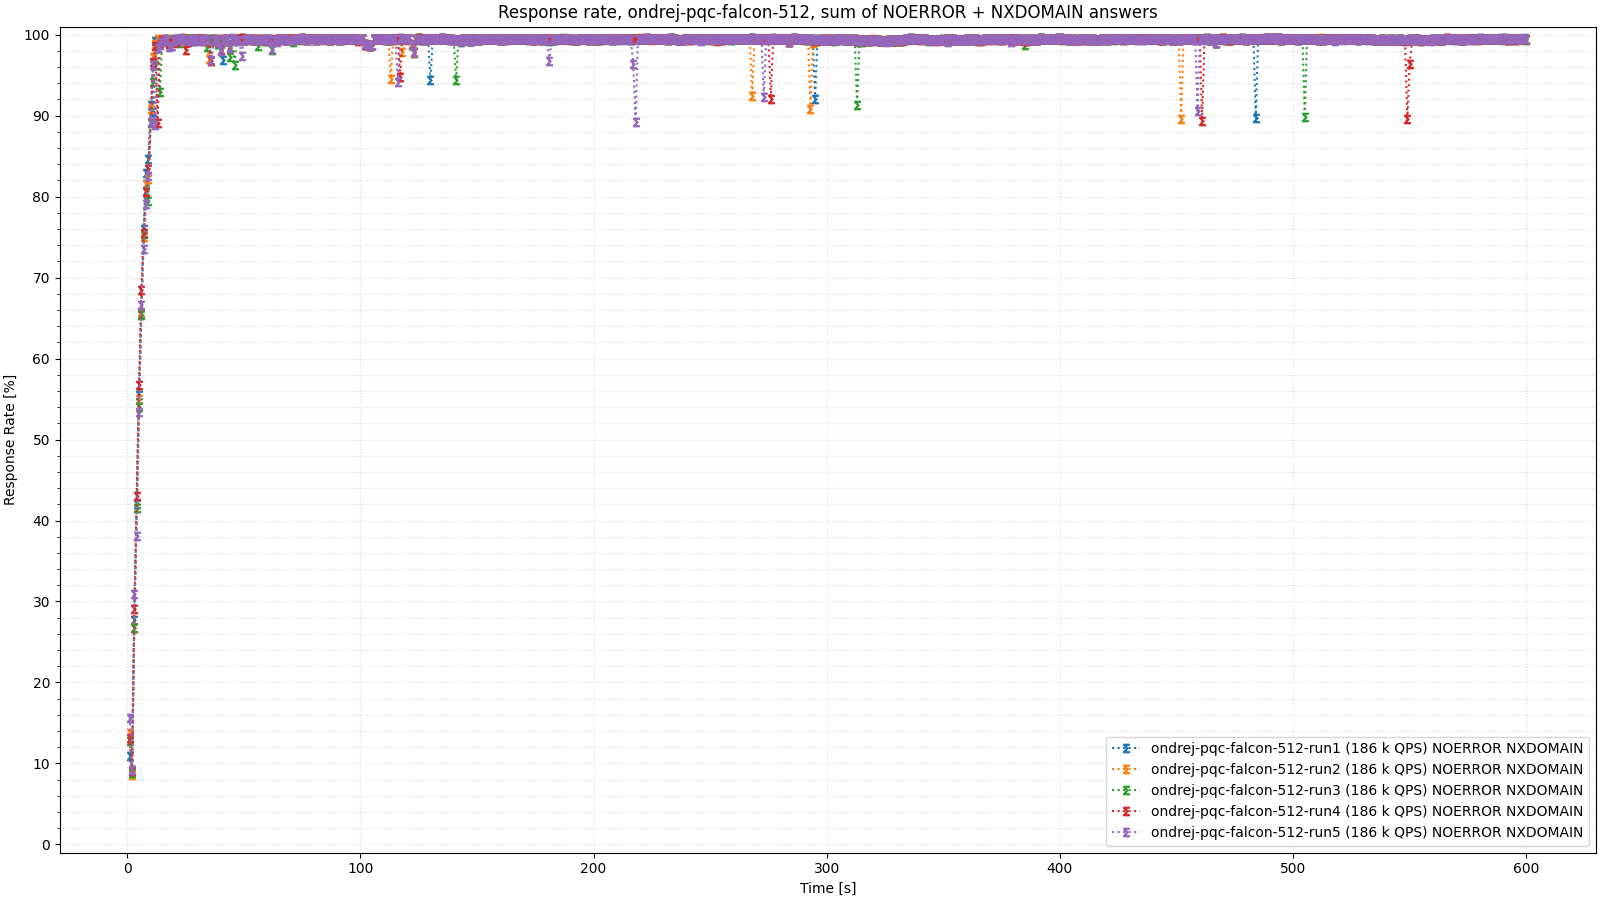 Response rate, ondrej-pqc-falcon-512, sum of NOERROR + NXDOMAIN answers
Response Rate [%]
100
90
80
70
60
50
40
30
20
10
0
0 100 200 300 400 500 600
Time [s]
ondrej-pqc-falcon-512-run1 (186 k QPS) NOERROR NXDOMAIN
ondrej-pqc-falcon-512-run2 (186 k QPS) NOERROR NXDOMAIN
ondrej-pqc-falcon-512-run3 (186 k QPS) NOERROR NXDOMAIN
ondrej-pqc-falcon-512-run4 (186 k QPS) NOERROR NXDOMAIN
ondrej-pqc-falcon-512-run5 (186 k QPS) NOERROR NXDOMAIN